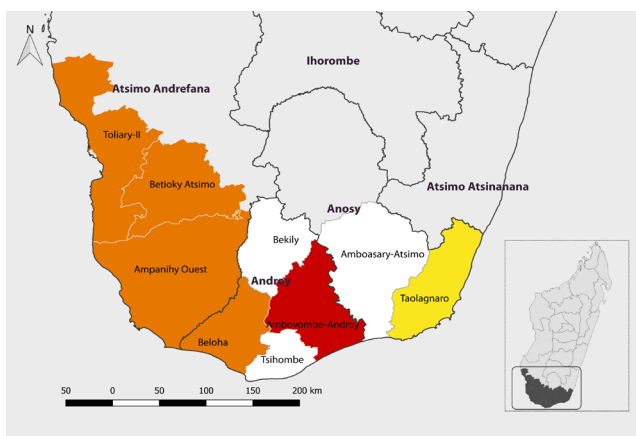 N
Ihorombe
Atsimo Andrefana
Toliary-II
Betioky Atsimo
Atsimo Atsinanana
Anosy
Bekily
Amboasary-Atsimo
Ampanihy Ouest
Androy
Taolagnaro
Ambovombe-Androy
Beloha
Tsihombe
50 0 50 100 150 200 km